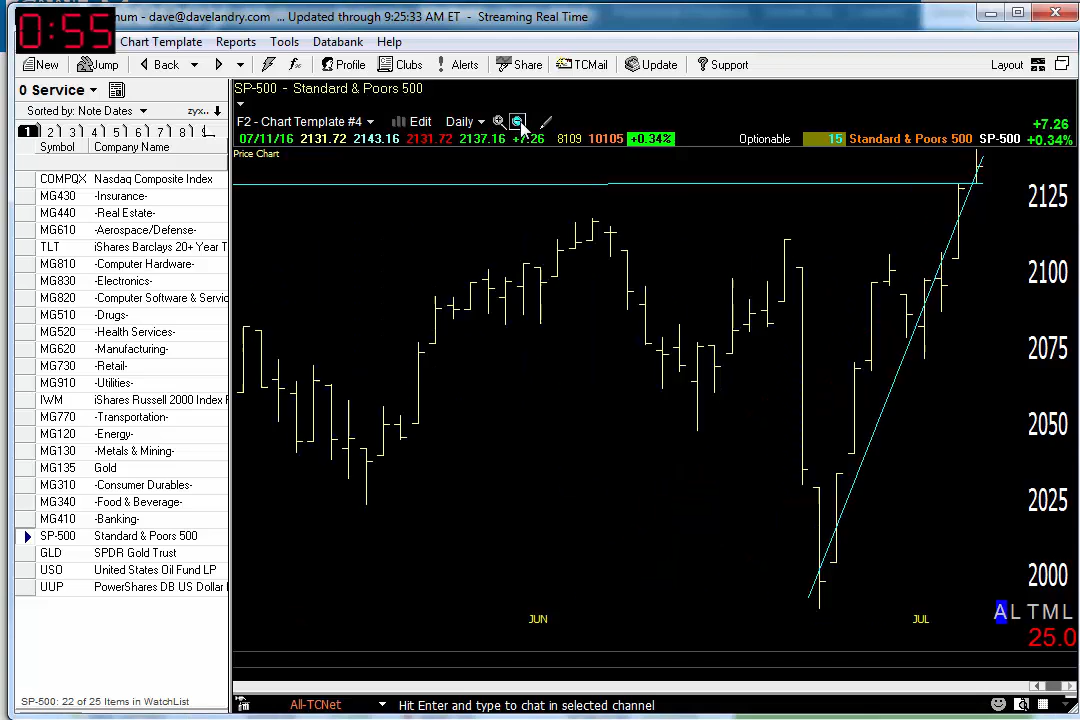 0:55
num - dave@davelandry.com ... Updated through 9:25:33 AM ET - Streaming Real Time
Chart Template Reports Tools Databank Help
New Jump Back Profile Clubs Alerts Share TCMail Update Support Layout
0 Service
SP-500 - Standard & Poors 500
Sorted by: Note Dates zyx..
F2 - Chart Template #4 Edit Daily
+7.26
1 2 3 4 5 6 7 8
07/11/16 2131.72 2143.16 2131.72 2137.16 +7.26 8109 10105 +0.34% Optionable 15 Standard & Poors 500 SP-500 +0.34%
Symbol Company Name
Price Chart
COMPQX Nasdaq Composite Index
MG430 -Insurance-
MG440 -Real Estate-
MG610 -Aerospace/Defense-
TLT iShares Barclays 20+ Year T
MG810 -Computer Hardware-
MG830 -Electronics-
MG820 -Computer Software & Servic
MG510 -Drugs-
MG520 -Health Services-
MG620 -Manufacturing-
MG730 -Retail-
MG910 -Utilities-
IWM iShares Russell 2000 Index F
MG770 -Transportation-
MG120 -Energy-
MG130 -Metals & Mining-
MG135 Gold
MG310 -Consumer Durables-
MG340 -Food & Beverage-
MG410 -Banking-
SP-500 Standard & Poors 500
GLD SPDR Gold Trust
USO United States Oil Fund LP
UUP PowerShares DB US Dollar
2125
2100
2075
2050
2025
2000
JUN JUL
A L T M L
25.0
SP-500: 22 of 25 Items in WatchList
All-TCNet Hit Enter and type to chat in selected channel